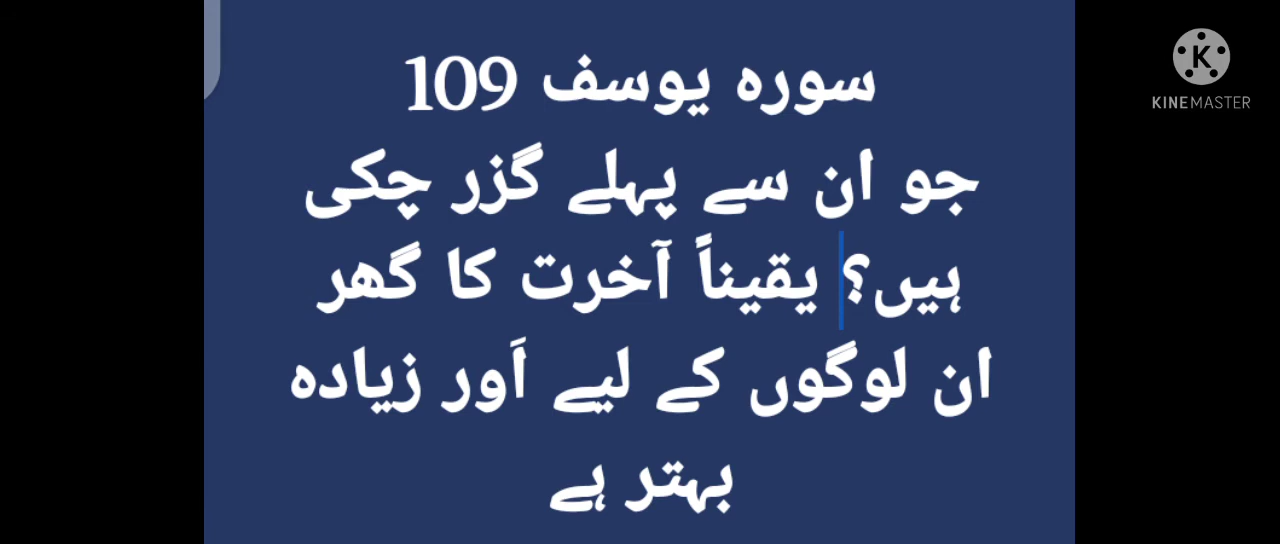 سورہ یوسف 109
جو ان سے پہلے گزر چکی
ہیں؟ یقیناً آخرت کا گھر
ان لوگوں کے لیے اَور زیادہ
بہتر ہے
KINEMASTER